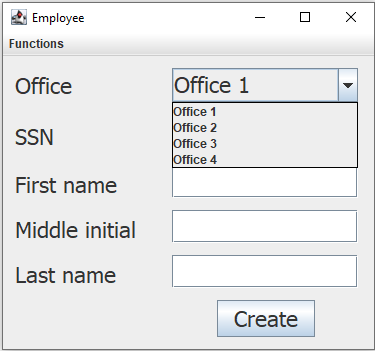 Employee
Functions
Office Office 1
Office 1
Office 2
SSN
Office 3
Office 4
First name
Middle initial
Last name
Create